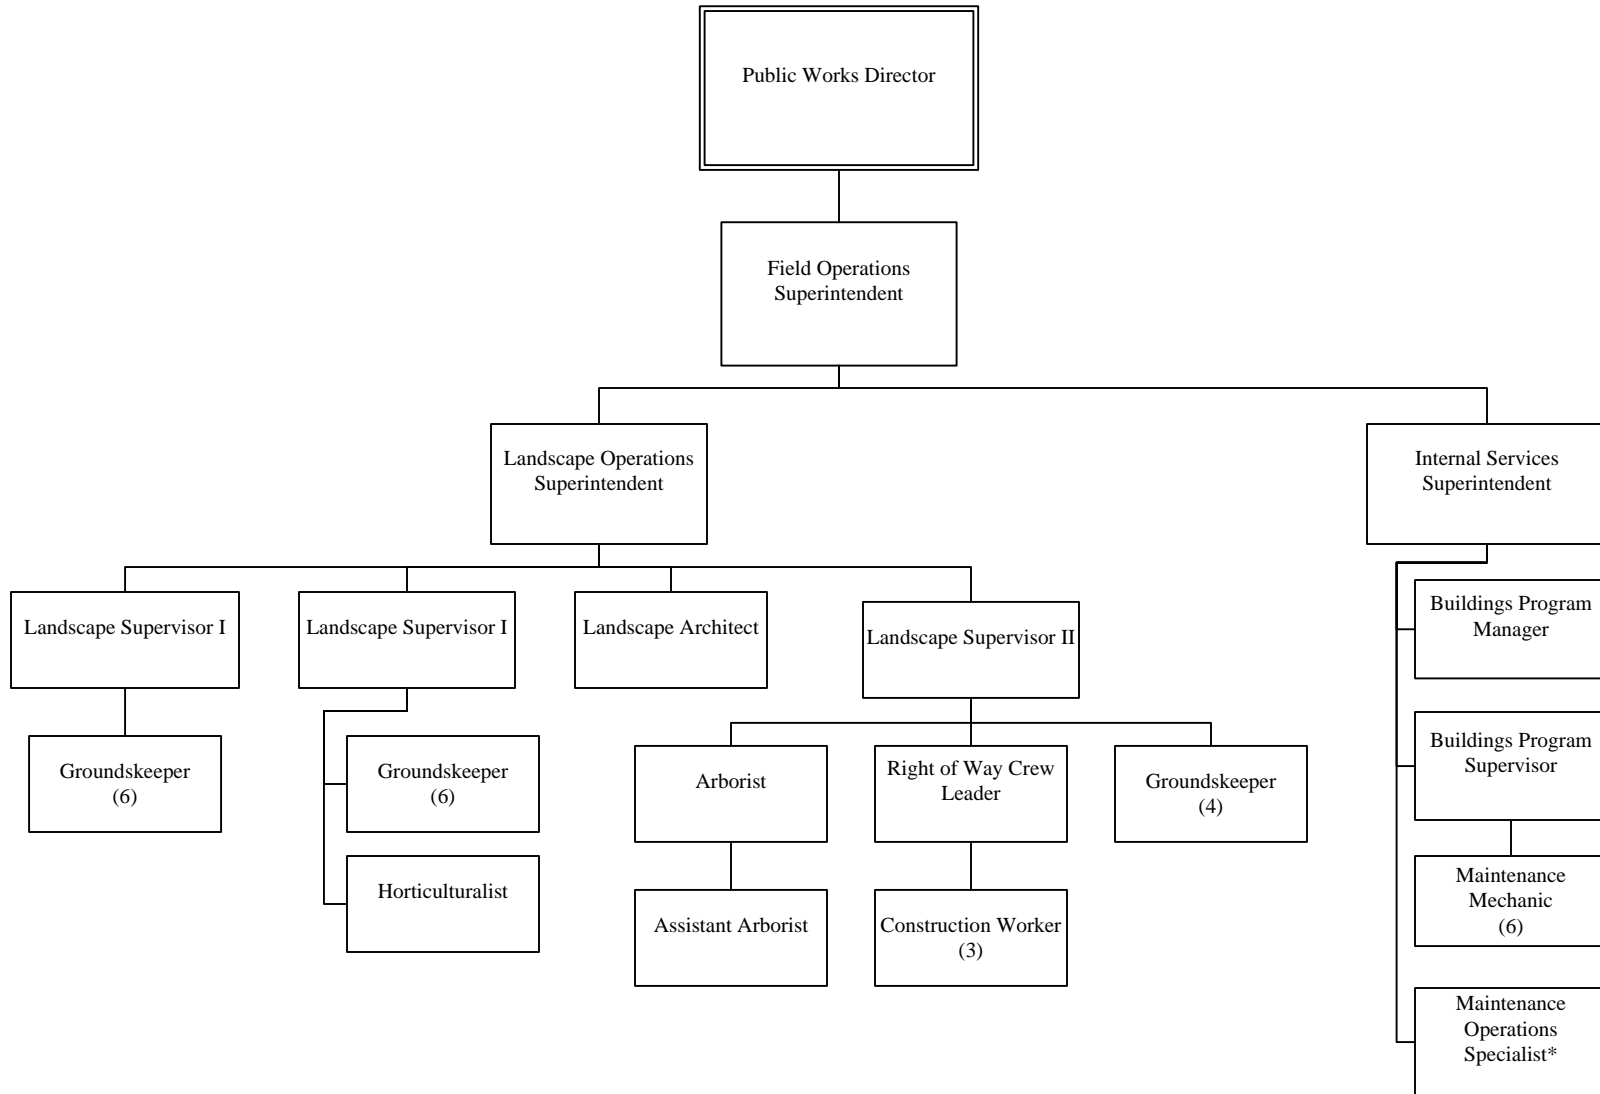 Public Works Director
Field Operations
Superintendent
Landscape Operations
Superintendent
Internal Services
Superintendent
Landscape Supervisor I
Landscape Supervisor I
Landscape Architect
Landscape Supervisor II
Buildings Program
Manager
Groundskeeper
(6)
Groundskeeper
(6)
Horticulturalist
Arborist
Right of Way Crew
Leader
Groundskeeper
(4)
Assistant Arborist
Construction Worker
(3)
Buildings Program
Supervisor
Maintenance
Mechanic
(6)
Maintenance
Operations
Specialist*